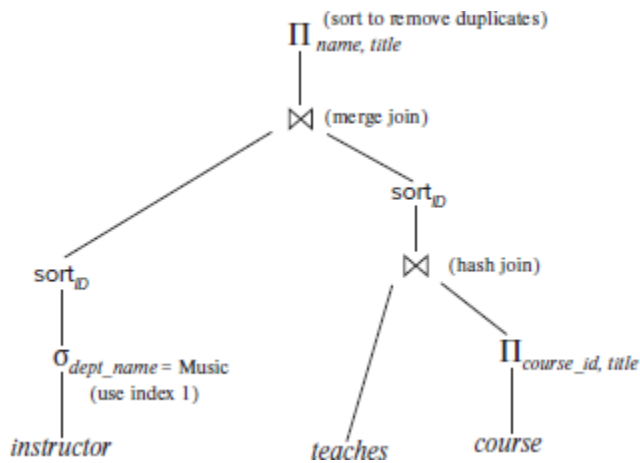 (sort to remove duplicates)
Π name, title
⋈ (merge join)
sort ID
sort ID
⋈ (hash join)
σ dept_name = Music
(use index 1)
Π course_id, title
instructor
teaches
course